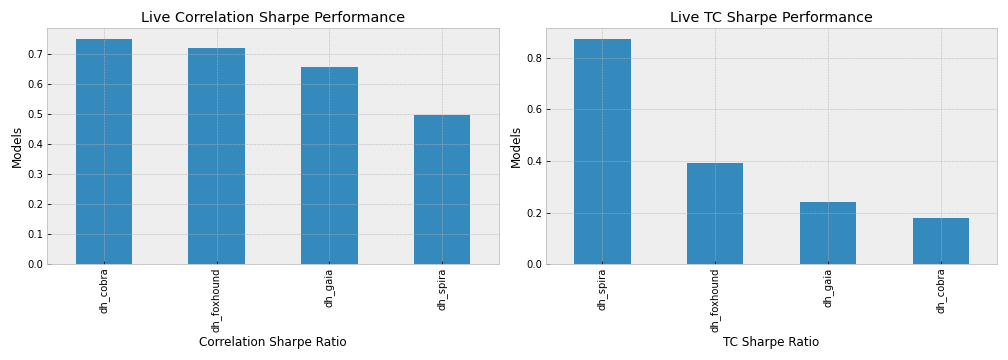 Live Correlation Sharpe Performance
Models
0.7
0.6
0.5
0.4
0.3
0.2
0.1
0.0
dh_cobra
dh_foxhound
dh_gaia
dh_spira
Correlation Sharpe Ratio
Live TC Sharpe Performance
Models
0.8
0.6
0.4
0.2
0.0
dh_spira
dh_foxhound
dh_gaia
dh_cobra
TC Sharpe Ratio